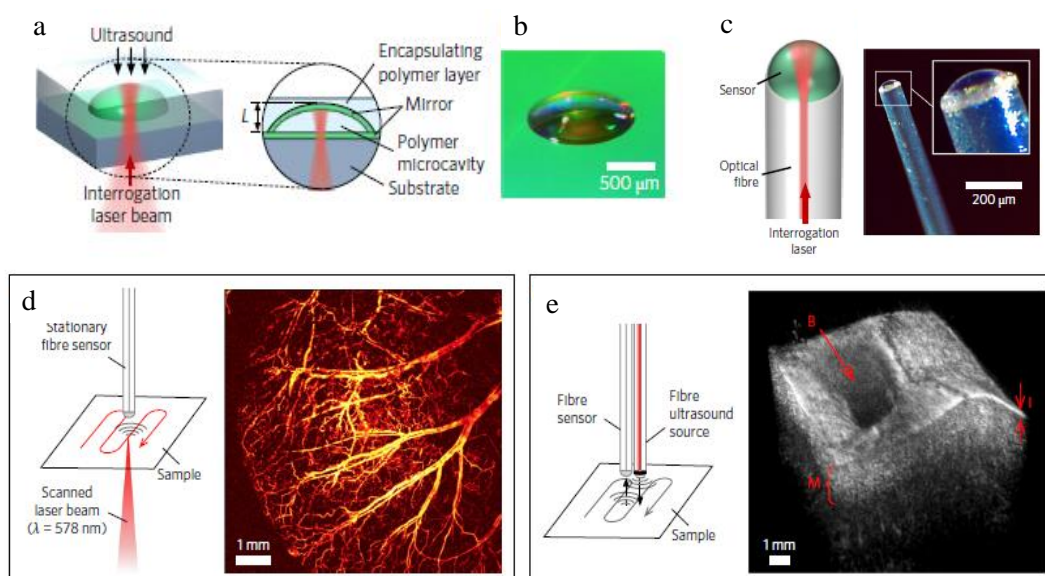 a
Ultrasound
Interrogation
laser beam
L
Encapsulating
polymer layer
Mirror
Polymer
microcavity
Substrate
b
500 μm
c
Sensor
Optical
fibre
Interrogation
laser
200 μm
d
Stationary
fibre sensor
Sample
Scanned
laser beam
(λ = 578 nm)
1 mm
e
Fibre
sensor
Fibre
ultrasound
source
Sample
B
I
M
1 mm